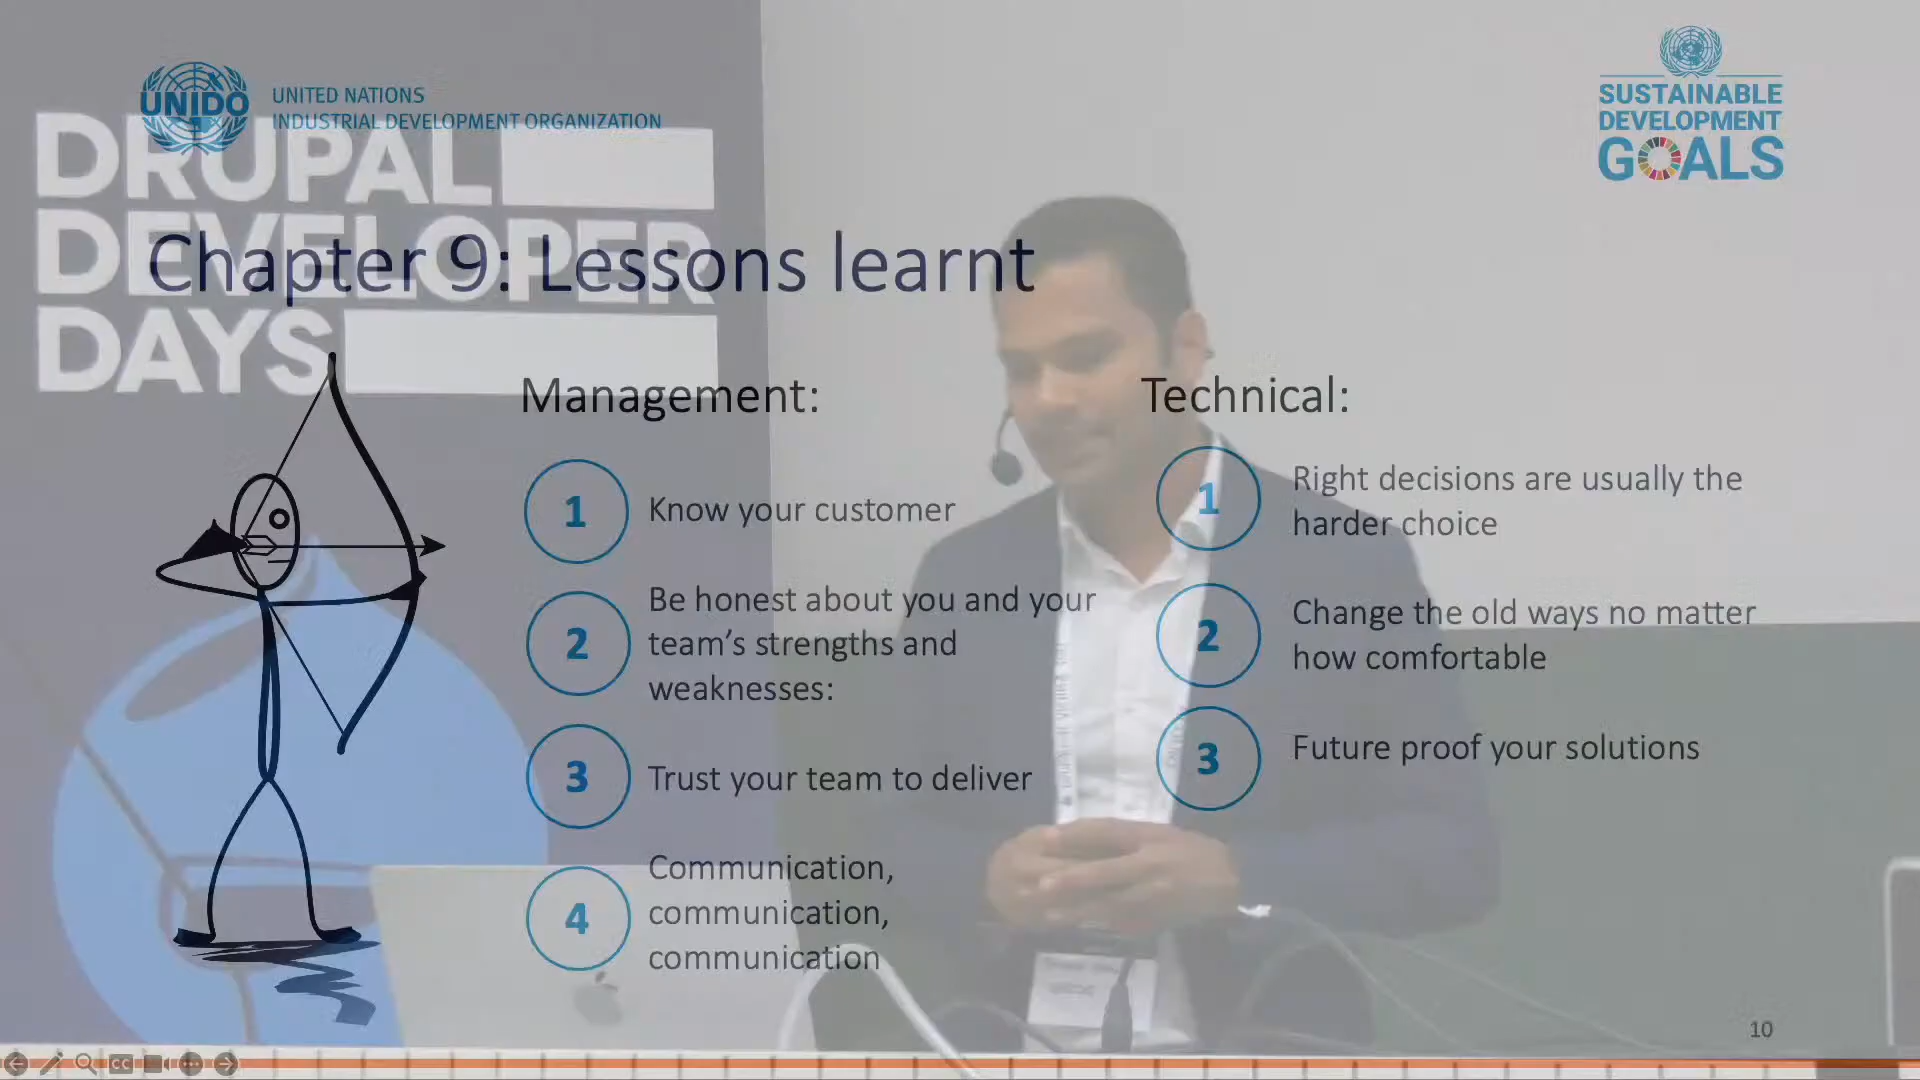 UNIDO
UNITED NATIONS
INDUSTRIAL DEVELOPMENT ORGANIZATION
SUSTAINABLE
DEVELOPMENT
GOALS
DRUPAL
DEVELOPER
DAYS
Chapter 9: Lessons learnt
Management:
1 Know your customer
2 Be honest about you and your
team’s strengths and
weaknesses:
3 Trust your team to deliver
4 Communication,
communication,
communication
Technical:
1 Right decisions are usually the
harder choice
2 Change the old ways no matter
how comfortable
3 Future proof your solutions
10
CC